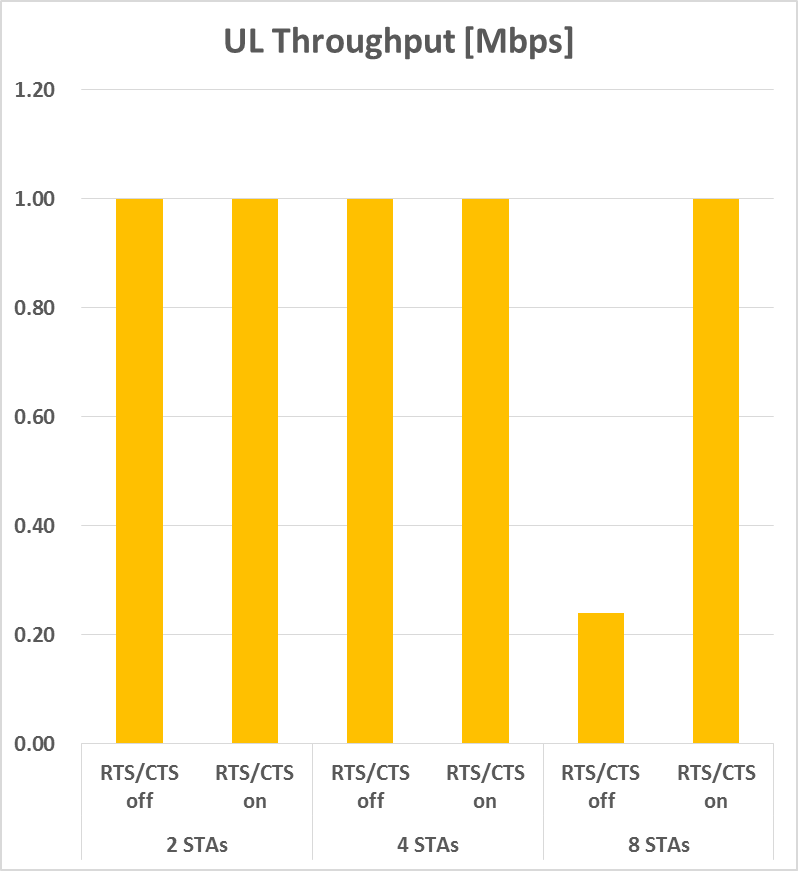 UL Throughput [Mbps]
1.20
1.00
0.80
0.60
0.40
0.20
0.00
RTS/CTS off
RTS/CTS on
RTS/CTS off
RTS/CTS on
RTS/CTS off
RTS/CTS on
2 STAs
4 STAs
8 STAs